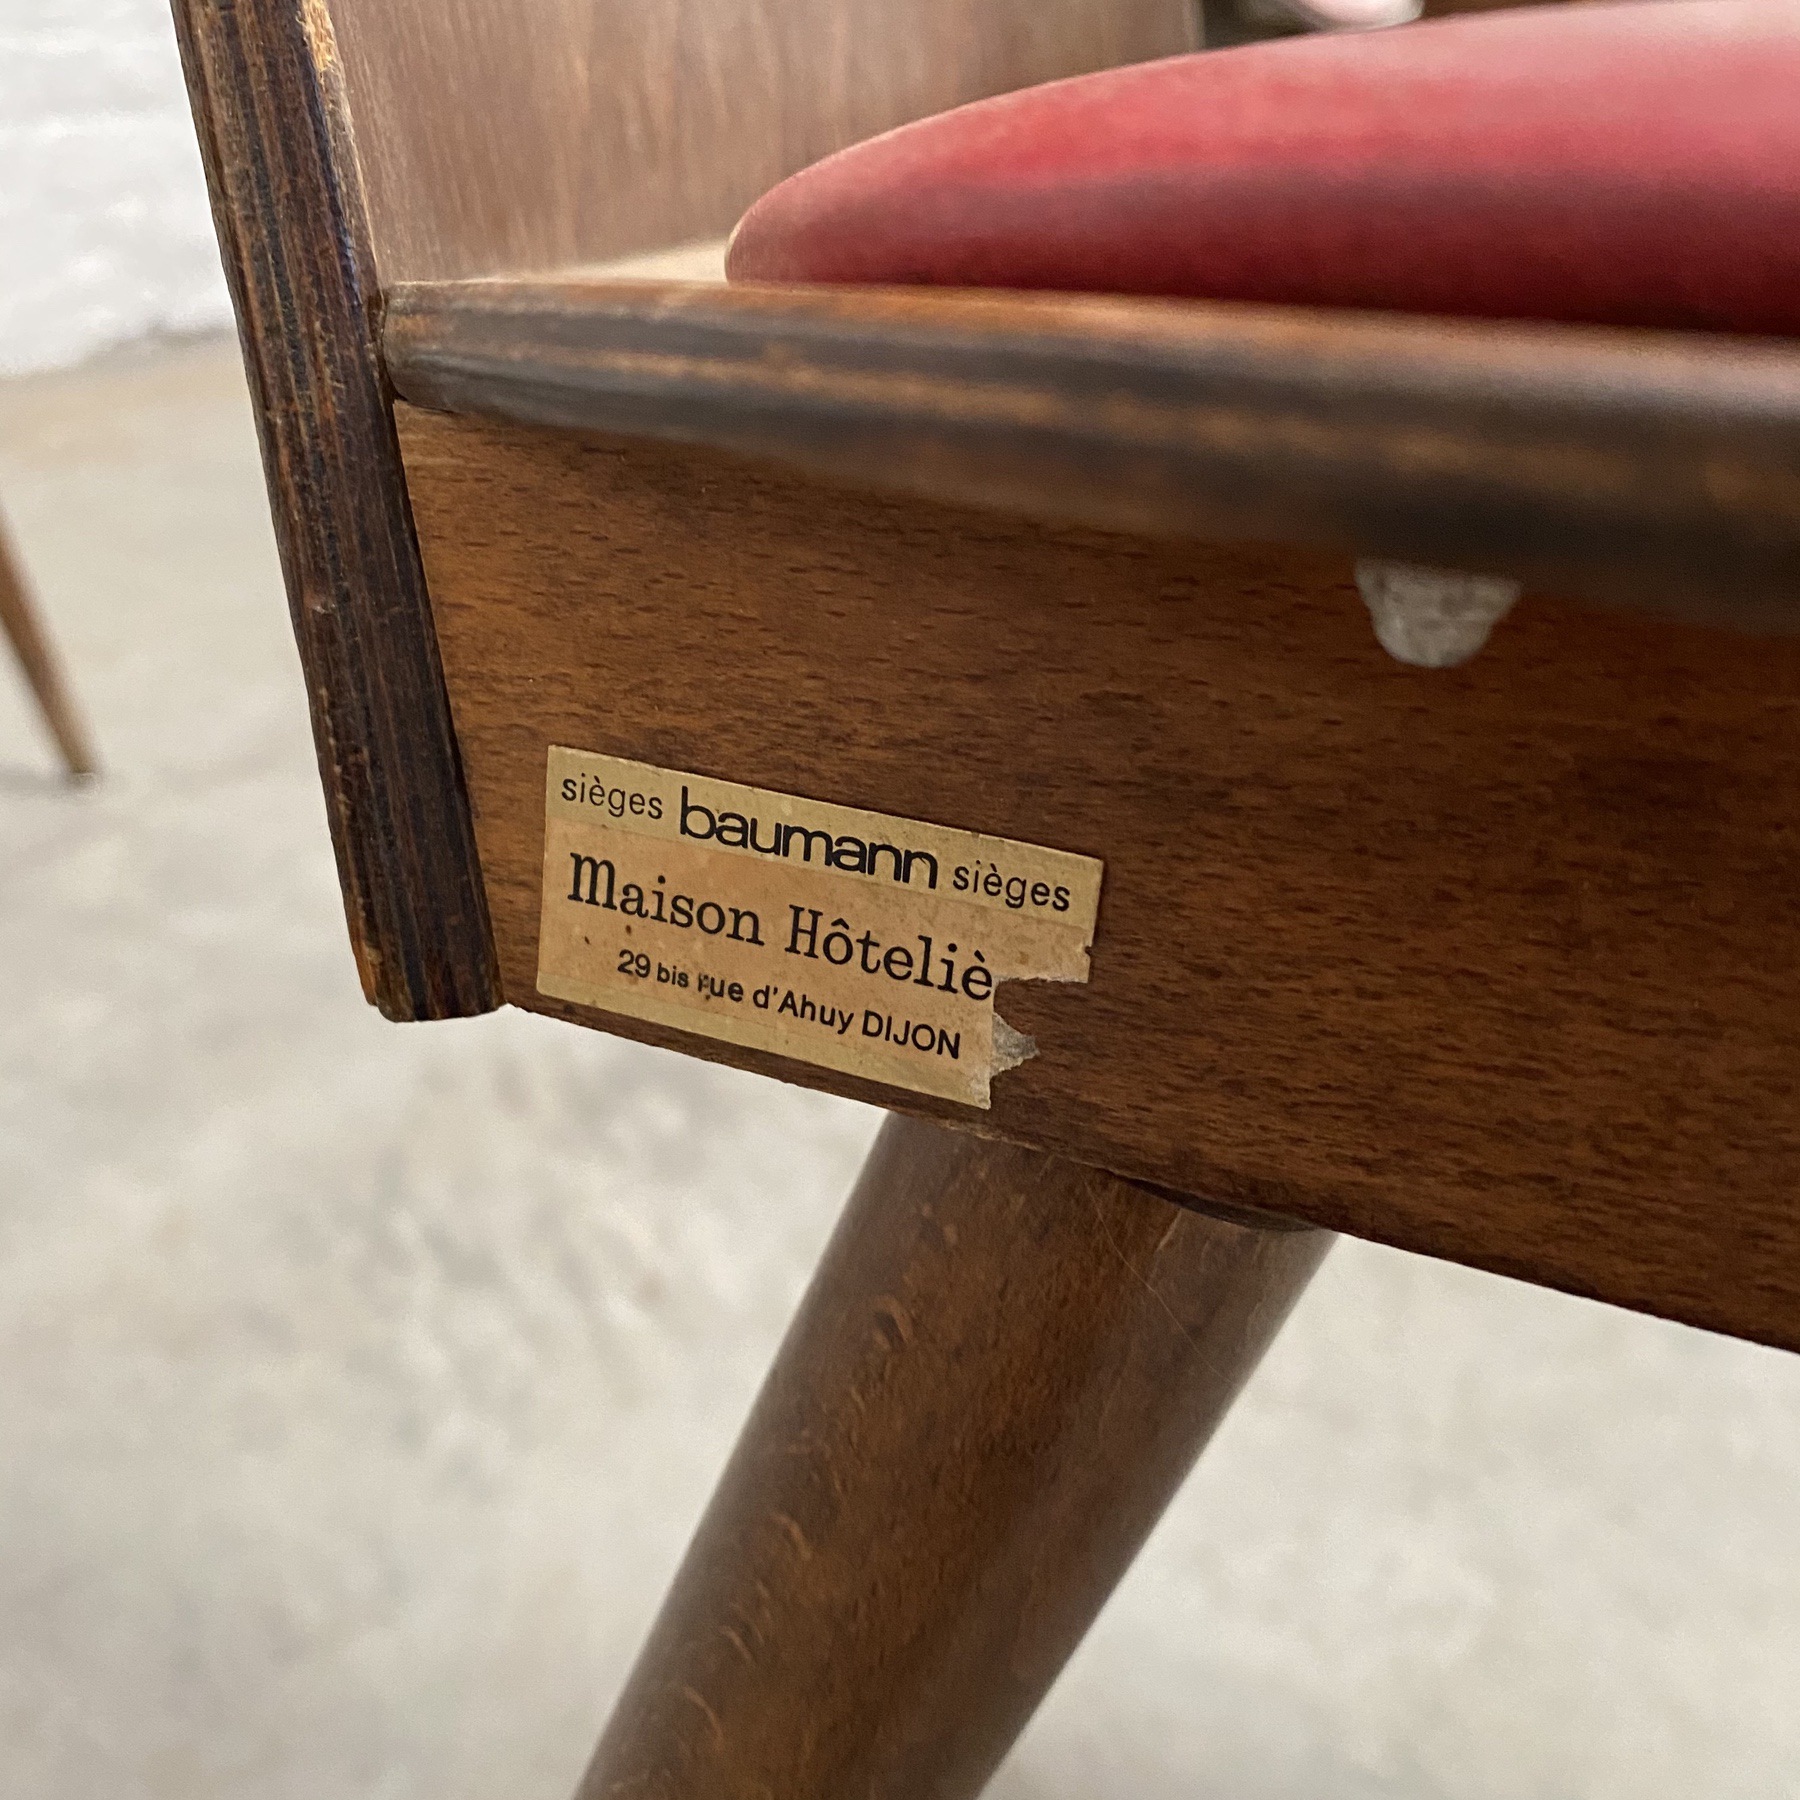 sièges baumann sièges
Maison Hôteliè
29 bis rue d'Ahuy DIJON